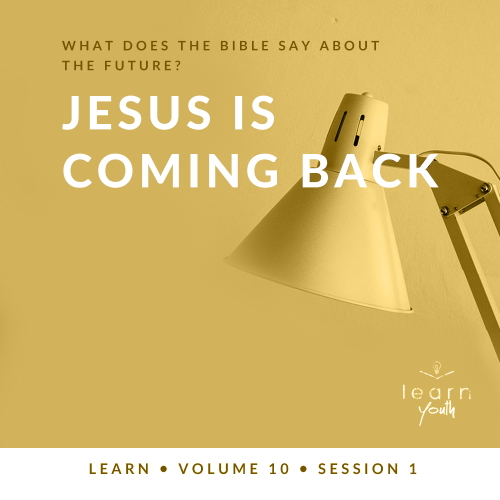 WHAT DOES THE BIBLE SAY ABOUT
THE FUTURE?
JESUS IS
COMING BACK
learn
youth
LEARN • VOLUME 10 • SESSION 1